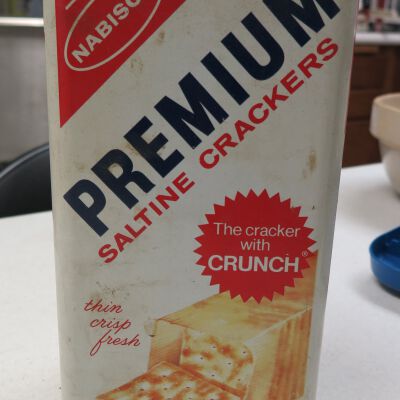 NABISCO
PREMIUM
SALTINE CRACKERS
The cracker
with
CRUNCH®
thin
crisp
fresh